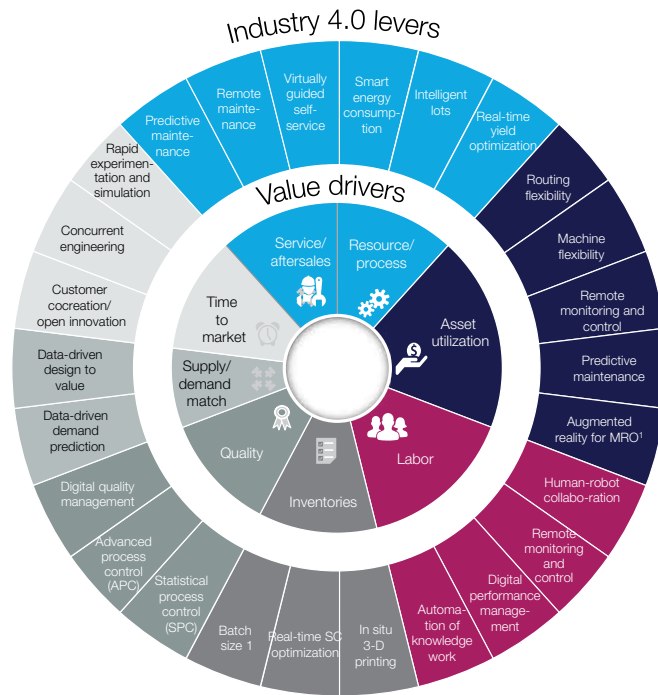 Industry 4.0 levers
Predictive
mainte-
nance
Remote
mainte-
nance
Virtually
guided
self-
service
Smart
energy
consump-
tion
Intelligent
lots
Real-time
yield
optimization
Routing
flexibility
Machine
flexibility
Remote
monitoring and
control
Predictive
maintenance
Augmented
reality for MRO¹
Human-robot
collabo-ration
Remote
monitoring
and control
Digital
performance
manage-
ment
Automa-
tion of
knowledge
work
In situ
3-D
printing
Real-time SC
optimization
Batch
size 1
Statistical
process
control
(SPC)
Advanced
process
control
(APC)
Digital quality
management
Data-driven
demand
prediction
Data-driven
design to
value
Customer
cocreation/
open innovation
Concurrent
engineering
Rapid
experimen-
tation and
simulation
Value drivers
Service/
aftersales
Resource/
process
Asset
utilization
$
Labor
Inventories
Quality
Supply/
demand
match
Time
to
market